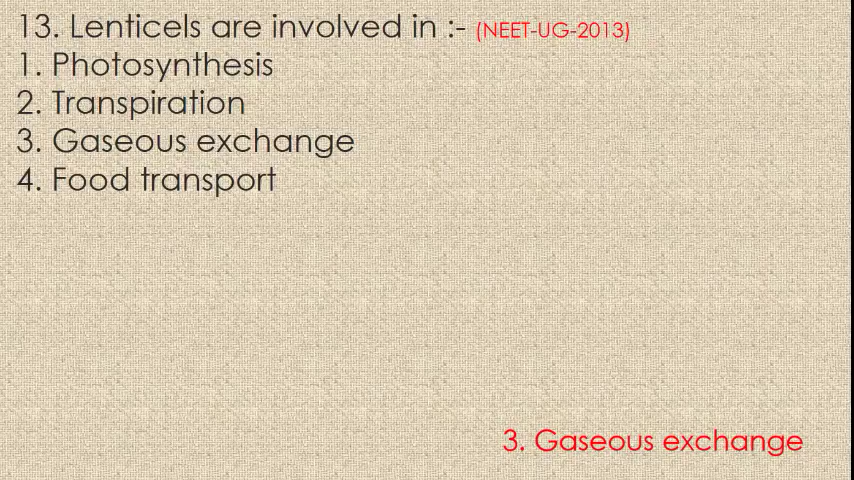 13. Lenticels are involved in :- (NEET-UG-2013)
1. Photosynthesis
2. Transpiration
3. Gaseous exchange
4. Food transport
3. Gaseous exchange